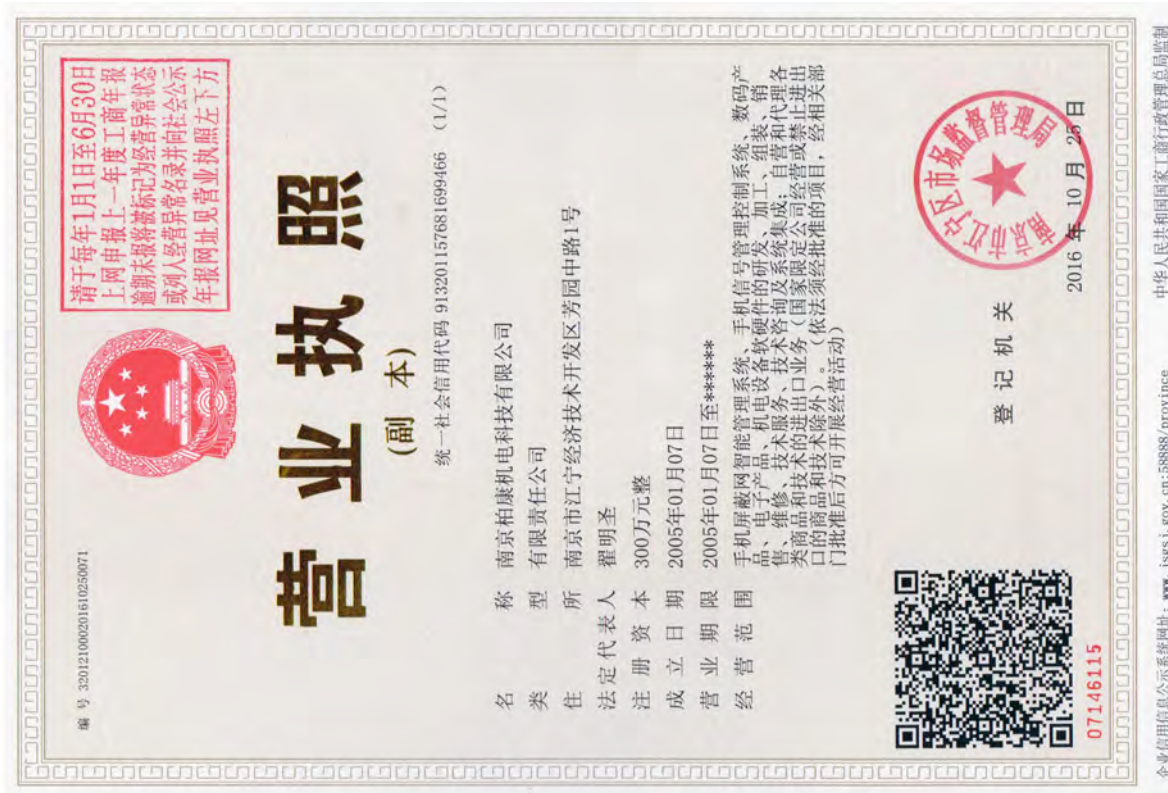 编 号 320121000201610250071
请于每年1月1日至6月30日
上网申报上一年度工商年报
逾期未报将被标记为经营异常状态
或列入经营异常名录并向社会公示
年报网址见营业执照左下方
营业执照
(副 本)
统一社会信用代码 913201157681699466 (1/1)
名 称 南京柏康机电科技有限公司
类 型 有限责任公司
住 所 南京市江宁经济技术开发区芳园中路1号
法定代表人 翟明圣
注 册 资 本 300万元整
成 立 日 期 2005年01月07日
营 业 期 限 2005年01月07日至******
经 营 范 围 手机屏蔽网智能管理系统、手机信号管理控制系统、数码产
品、电子产品、机电设备软硬件的研发、加工、组装、销
售、维修、技术服务、技术咨询及系统集成；自营和代理各
类商品和技术的进出口业务（国家限定公司经营或禁止进出
口的商品和技术除外）。（依法须经批准的项目，经相关部
门批准后方可开展经营活动）
登 记 机 关
南京市江宁区市场监督管理局
2016 年 10 月 25 日
07146115
企业信用信息公示系统网址: www.jsgsj.gov.cn:58888/province
中华人民共和国国家工商行政管理总局监制